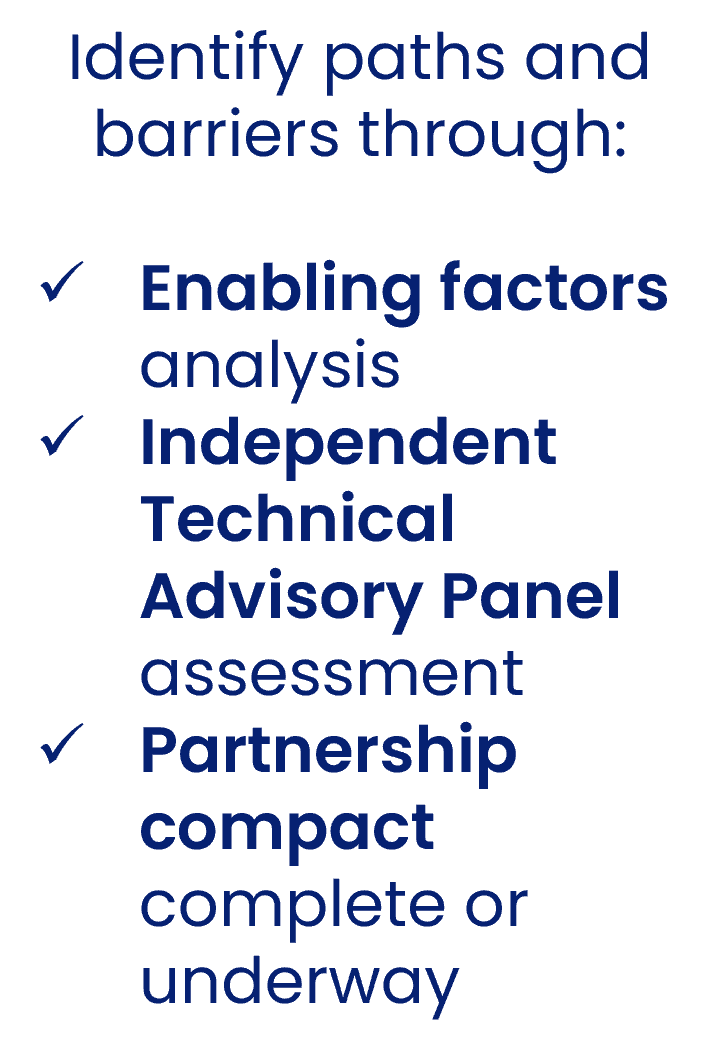 Identify paths and
barriers through:
✓ Enabling factors
analysis
✓ Independent
Technical
Advisory Panel
assessment
✓ Partnership
compact
complete or
underway